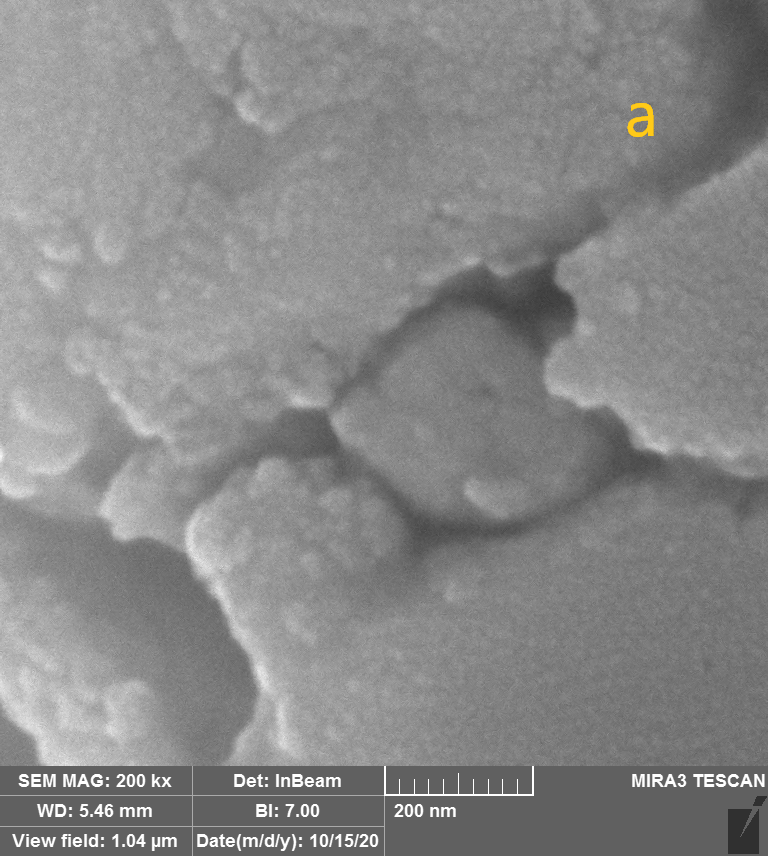 a
SEM MAG: 200 kx
Det: InBeam
MIRA3 TESCAN
WD: 5.46 mm
BI: 7.00
200 nm
View field: 1.04 µm
Date(m/d/y): 10/15/20